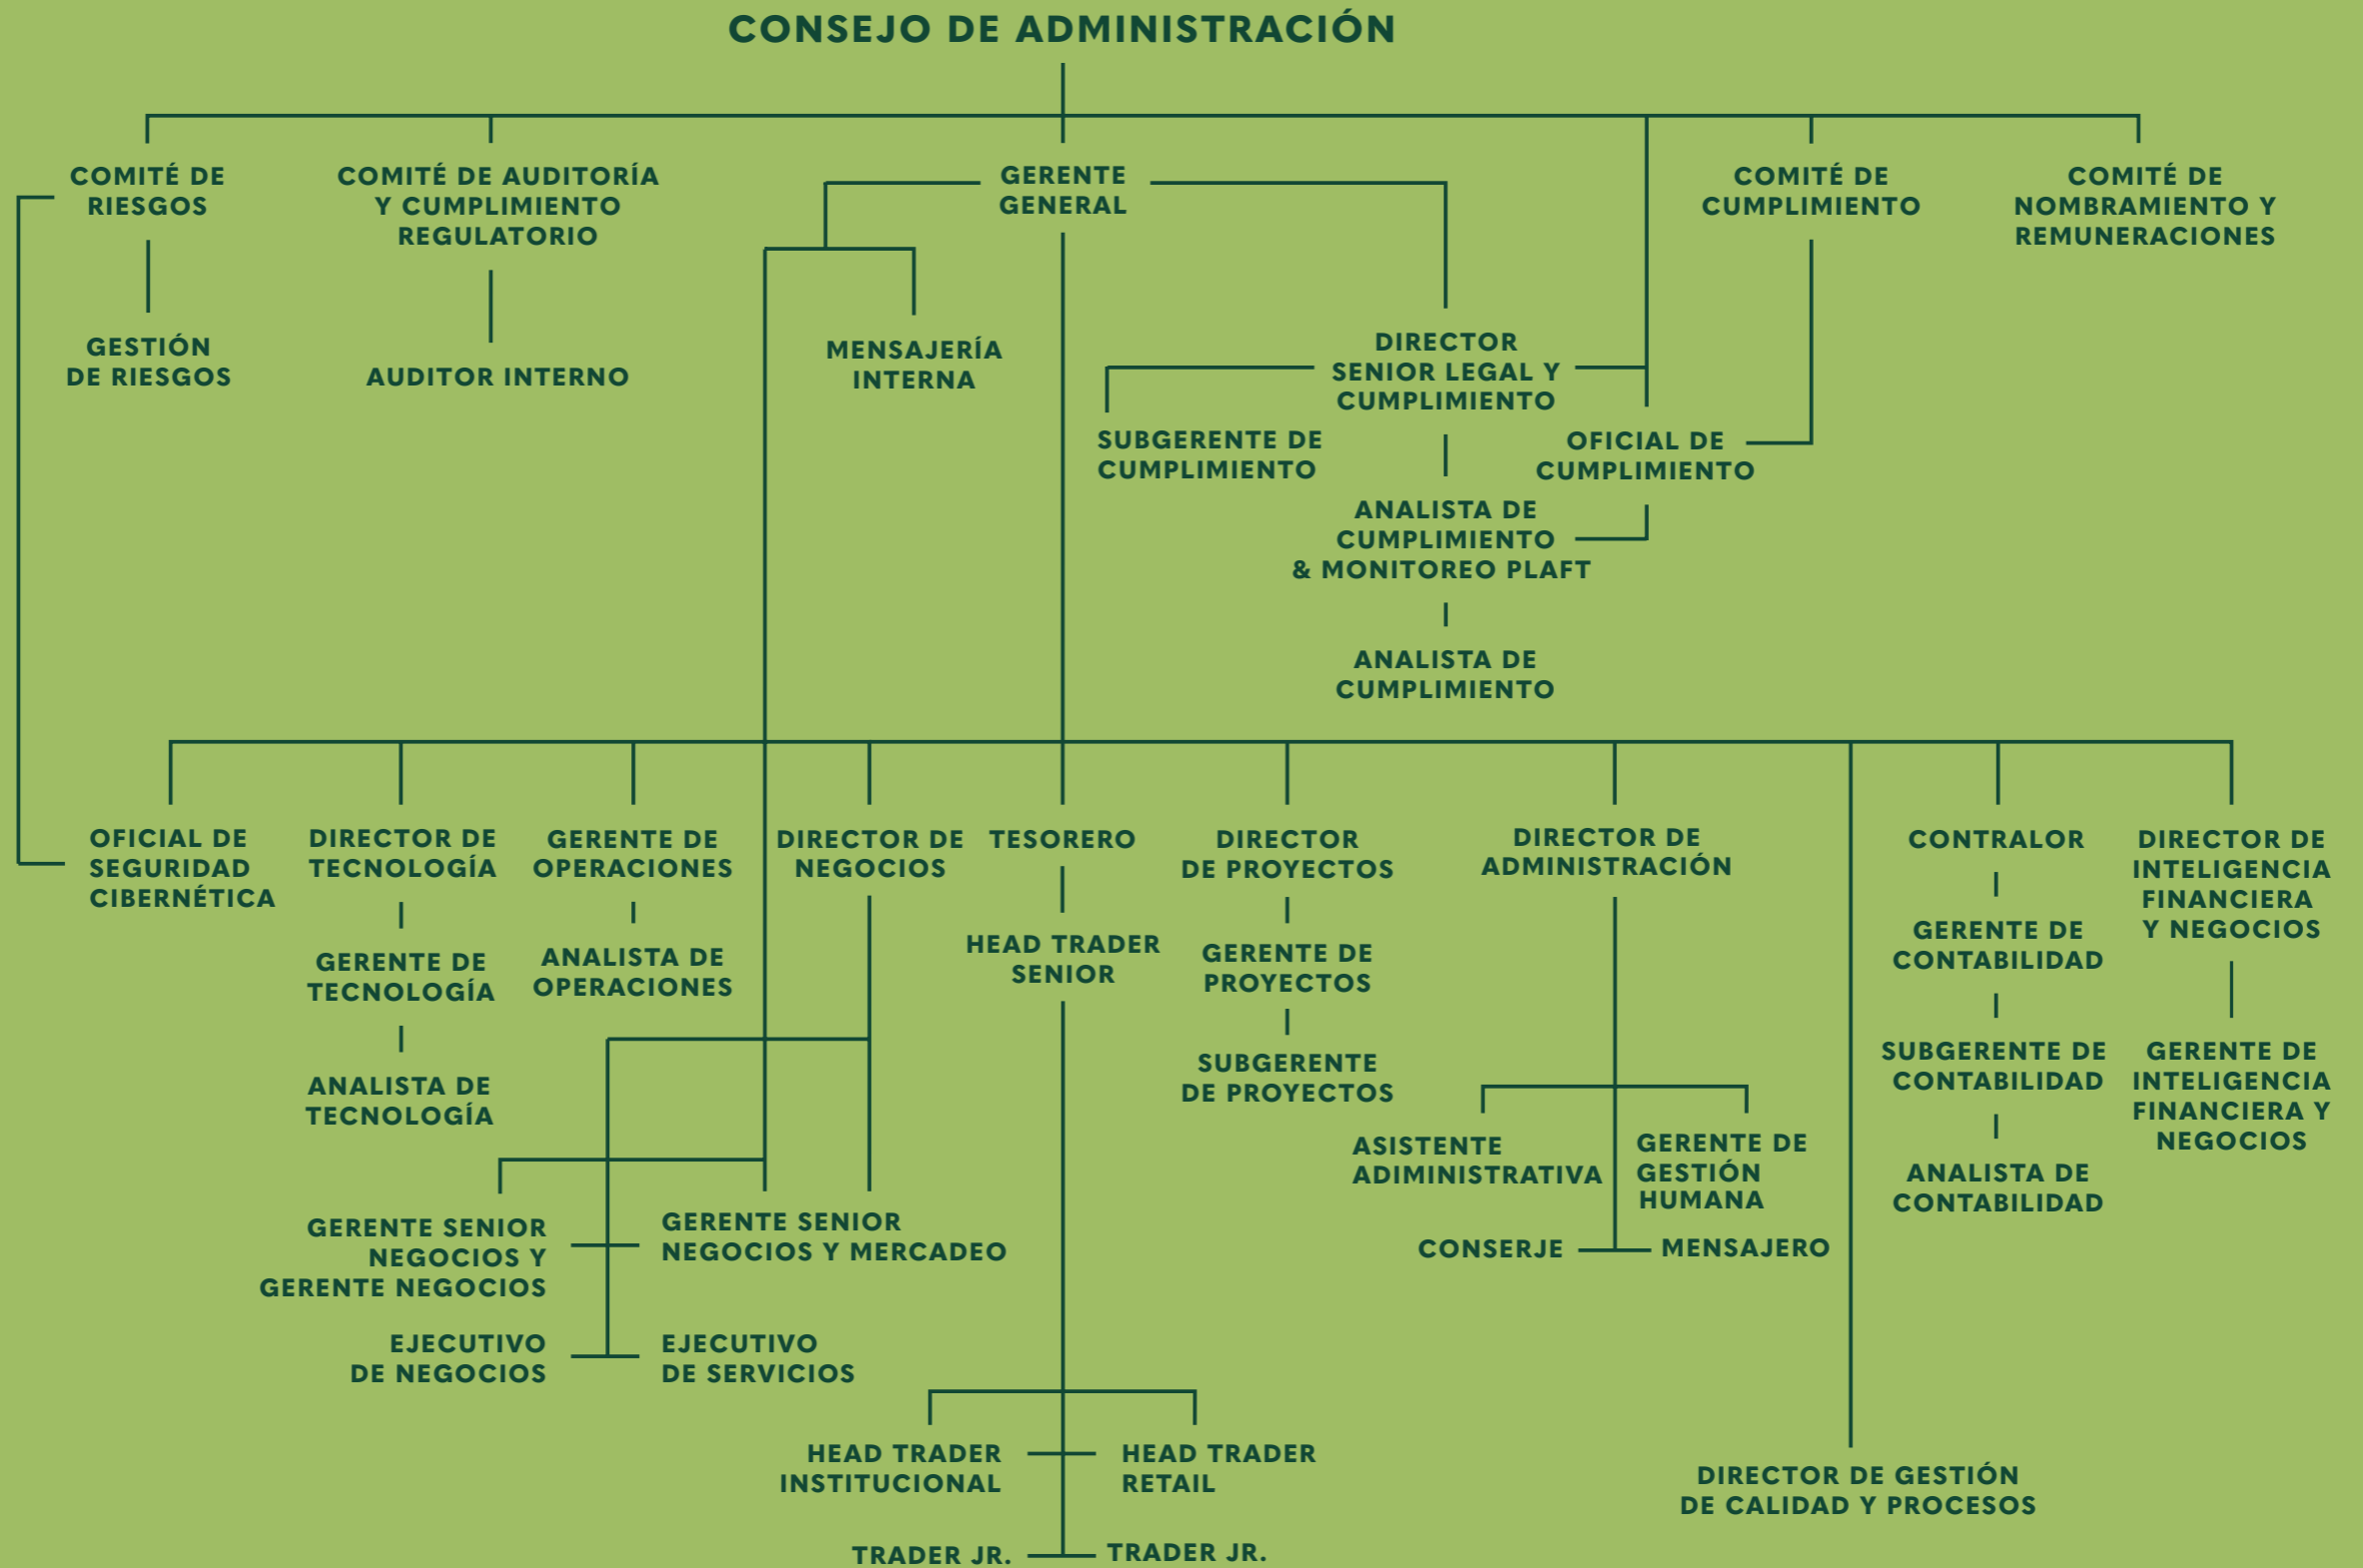 CONSEJO DE ADMINISTRACIÓN
COMITÉ DE
RIESGOS
COMITÉ DE AUDITORÍA
Y CUMPLIMIENTO
REGULATORIO
GERENTE
GENERAL
COMITÉ DE
CUMPLIMIENTO
COMITÉ DE
NOMBRAMIENTO Y
REMUNERACIONES
GESTIÓN
DE RIESGOS
AUDITOR INTERNO
MENSAJERÍA
INTERNA
DIRECTOR
SENIOR LEGAL Y
CUMPLIMIENTO
SUBGERENTE DE
CUMPLIMIENTO
OFICIAL DE
CUMPLIMIENTO
ANALISTA DE
CUMPLIMIENTO
& MONITOREO PLAFT
ANALISTA DE
CUMPLIMIENTO
OFICIAL DE
SEGURIDAD
CIBERNÉTICA
DIRECTOR DE
TECNOLOGÍA
GERENTE DE
OPERACIONES
DIRECTOR DE
NEGOCIOS
TESORERO
DIRECTOR
DE PROYECTOS
DIRECTOR DE
ADMINISTRACIÓN
CONTRALOR
DIRECTOR DE
INTELIGENCIA
FINANCIERA
Y NEGOCIOS
GERENTE DE
TECNOLOGÍA
ANALISTA DE
OPERACIONES
HEAD TRADER
SENIOR
GERENTE DE
PROYECTOS
GERENTE DE
CONTABILIDAD
ANALISTA DE
TECNOLOGÍA
SUBGERENTE
DE PROYECTOS
SUBGERENTE DE
CONTABILIDAD
GERENTE DE
INTELIGENCIA
FINANCIERA Y
NEGOCIOS
ASISTENTE
ADIMINISTRATIVA
GERENTE DE
GESTIÓN
HUMANA
ANALISTA DE
CONTABILIDAD
GERENTE SENIOR
NEGOCIOS Y
GERENTE NEGOCIOS
GERENTE SENIOR
NEGOCIOS Y MERCADEO
CONSERJE
MENSAJERO
EJECUTIVO
DE NEGOCIOS
EJECUTIVO
DE SERVICIOS
HEAD TRADER
INSTITUCIONAL
HEAD TRADER
RETAIL
DIRECTOR DE GESTIÓN
DE CALIDAD Y PROCESOS
TRADER JR.
TRADER JR.